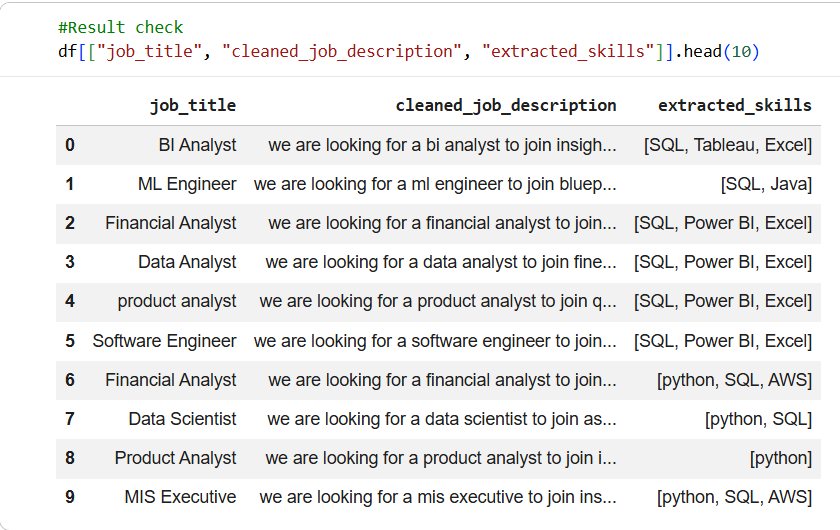 #Result check
df[["job_title", "cleaned_job_description", "extracted_skills"]].head(10)
job_title cleaned_job_description extracted_skills
0 BI Analyst we are looking for a bi analyst to join insigh... [SQL, Tableau, Excel]
1 ML Engineer we are looking for a ml engineer to join bluep... [SQL, Java]
2 Financial Analyst we are looking for a financial analyst to join... [SQL, Power BI, Excel]
3 Data Analyst we are looking for a data analyst to join fine... [SQL, Power BI, Excel]
4 product analyst we are looking for a product analyst to join q... [SQL, Power BI, Excel]
5 Software Engineer we are looking for a software engineer to join... [SQL, Power BI, Excel]
6 Financial Analyst we are looking for a financial analyst to join... [python, SQL, AWS]
7 Data Scientist we are looking for a data scientist to join as... [python, SQL]
8 Product Analyst we are looking for a product analyst to join i... [python]
9 MIS Executive we are looking for a mis executive to join ins... [python, SQL, AWS]